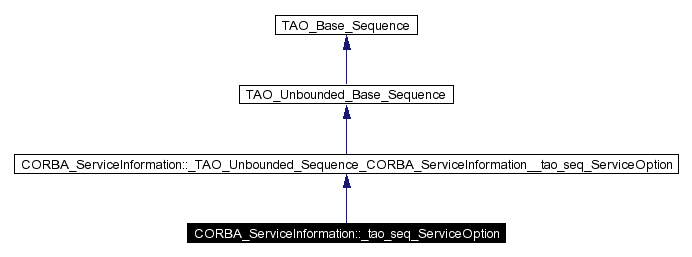 TAO_Base_Sequence
TAO_Unbounded_Base_Sequence
CORBA_ServiceInformation::_TAO_Unbounded_Sequence_CORBA_ServiceInformation__tao_seq_ServiceOption
CORBA_ServiceInformation::_tao_seq_ServiceOption